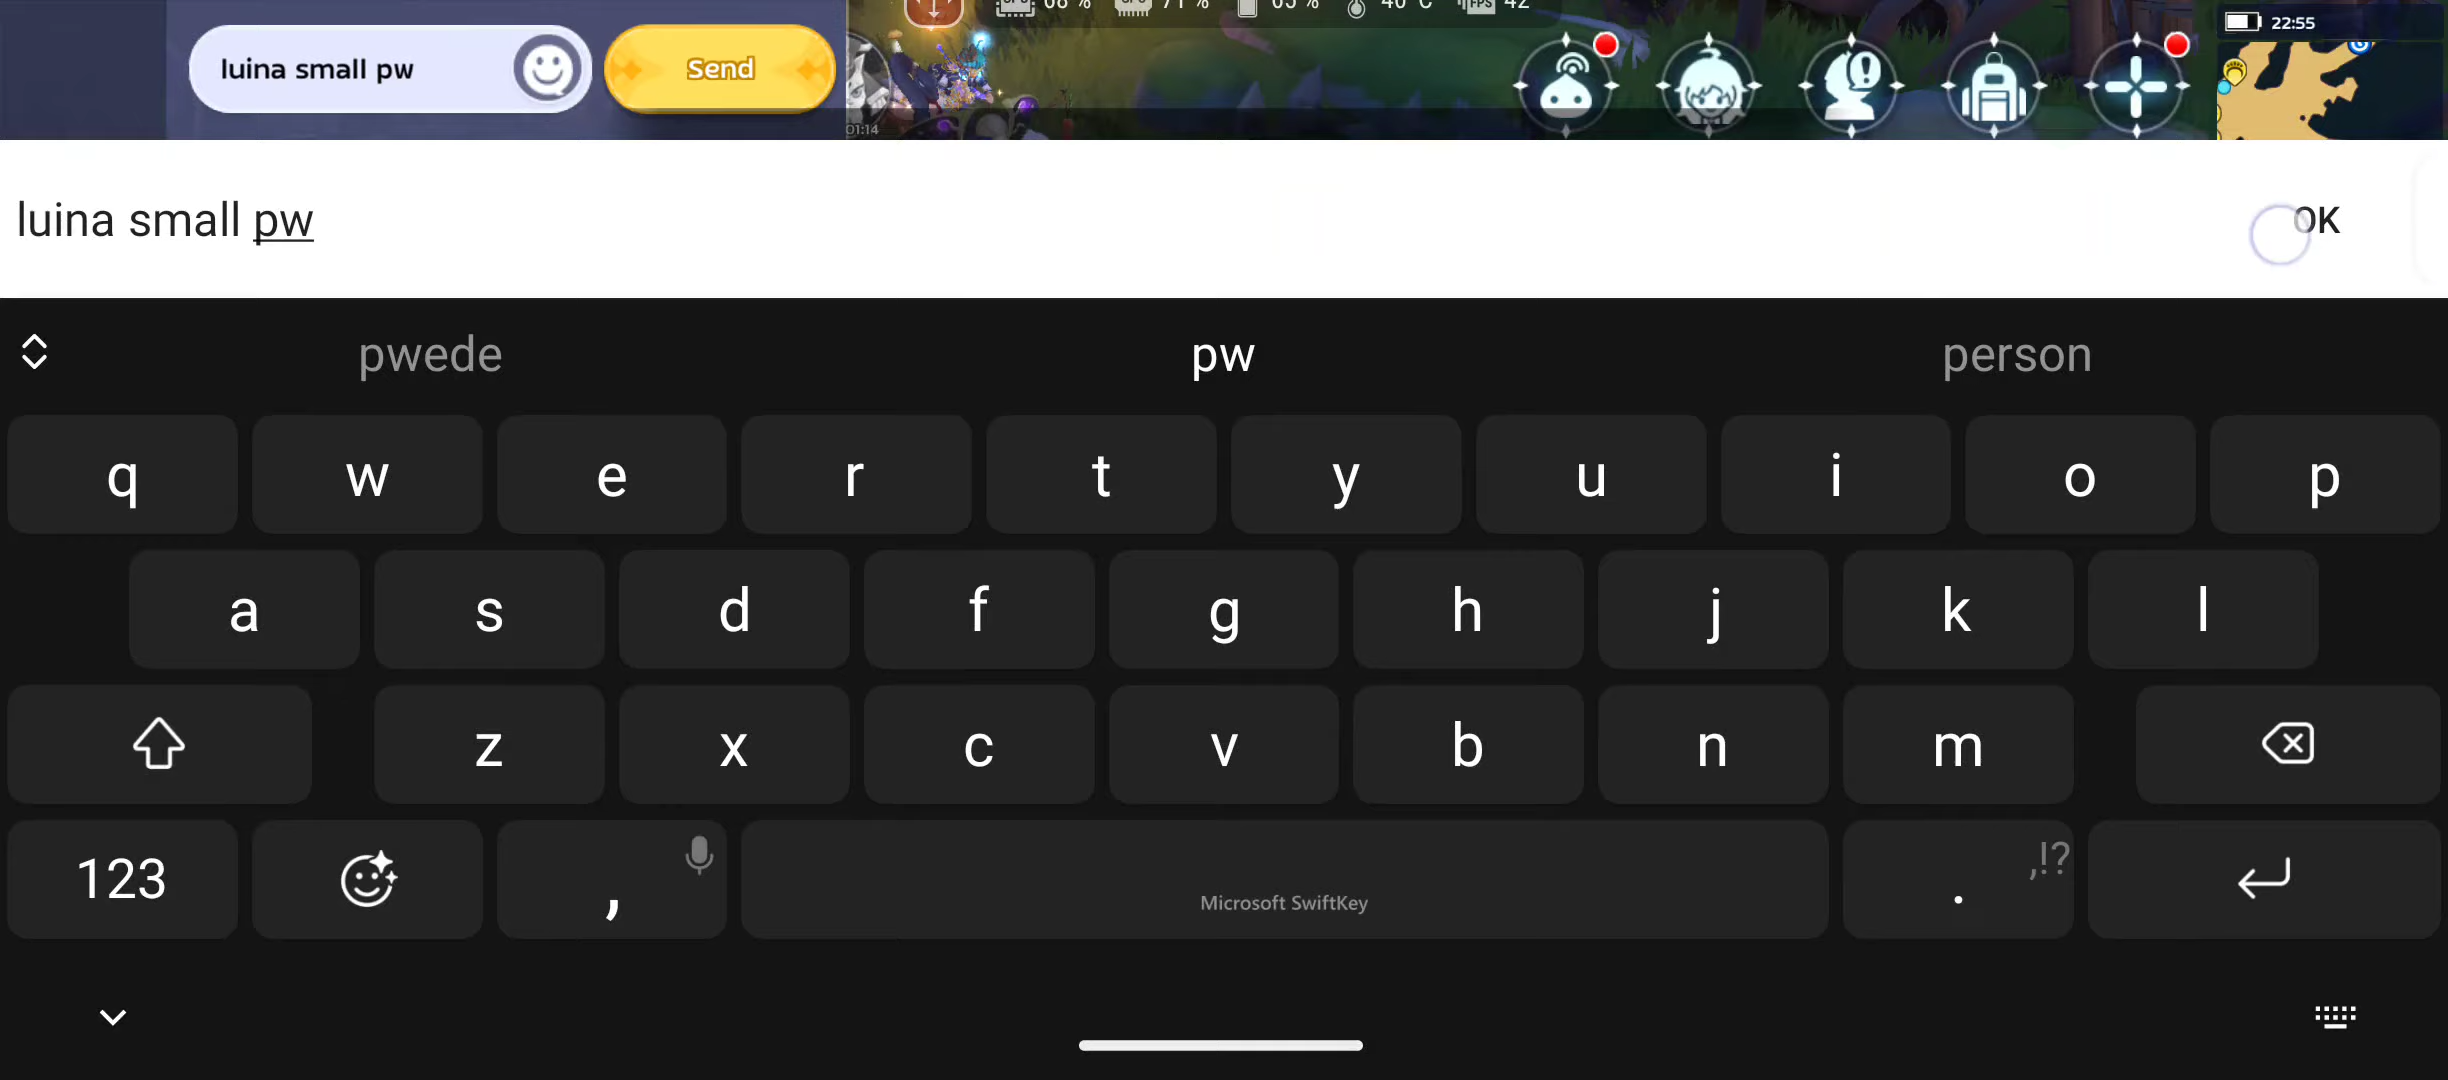 22:55
luina small pw
Send
01:14
luina small pw
OK
pwede pw person
q w e r t y u i o p
a s d f g h j k l
z x c v b n m
123 , ,!? .
Microsoft SwiftKey